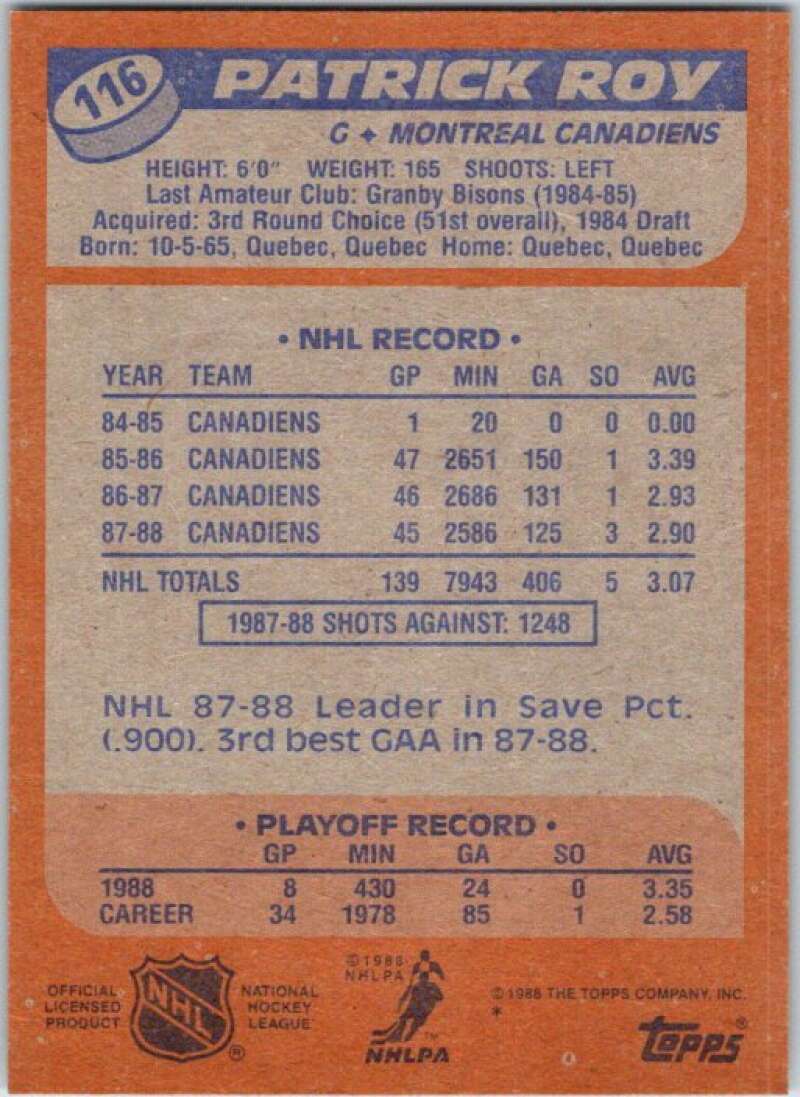 116
PATRICK ROY
G ✦ MONTREAL CANADIENS
HEIGHT: 6'0" WEIGHT: 165 SHOOTS: LEFT
Last Amateur Club: Granby Bisons (1984-85)
Acquired: 3rd Round Choice (51st overall), 1984 Draft
Born: 10-5-65, Quebec, Quebec Home: Quebec, Quebec
• NHL RECORD •
YEAR TEAM GP MIN GA SO AVG
84-85 CANADIENS 1 20 0 0 0.00
85-86 CANADIENS 47 2651 150 1 3.39
86-87 CANADIENS 46 2686 131 1 2.93
87-88 CANADIENS 45 2586 125 3 2.90
NHL TOTALS 139 7943 406 5 3.07
1987-88 SHOTS AGAINST: 1248
NHL 87-88 Leader in Save Pct.
(.900). 3rd best GAA in 87-88.
• PLAYOFF RECORD •
GP MIN GA SO AVG
1988 8 430 24 0 3.35
CAREER 34 1978 85 1 2.58
OFFICIAL
LICENSED
PRODUCT
NHL
®
NATIONAL
HOCKEY
LEAGUE
© 1988
NHLPA
™
NHLPA
© 1988 THE TOPPS COMPANY, INC.
*
topps®